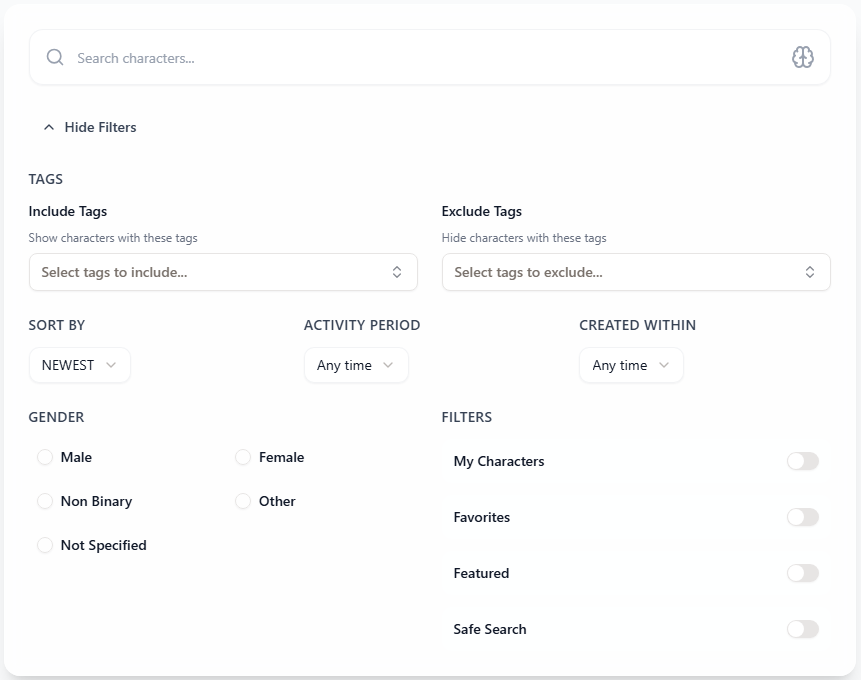 Search characters...
Hide Filters
TAGS
Include Tags
Show characters with these tags
Select tags to include...
Exclude Tags
Hide characters with these tags
Select tags to exclude...
SORT BY
NEWEST
ACTIVITY PERIOD
Any time
CREATED WITHIN
Any time
GENDER
Male
Female
Non Binary
Other
Not Specified
FILTERS
My Characters
Favorites
Featured
Safe Search